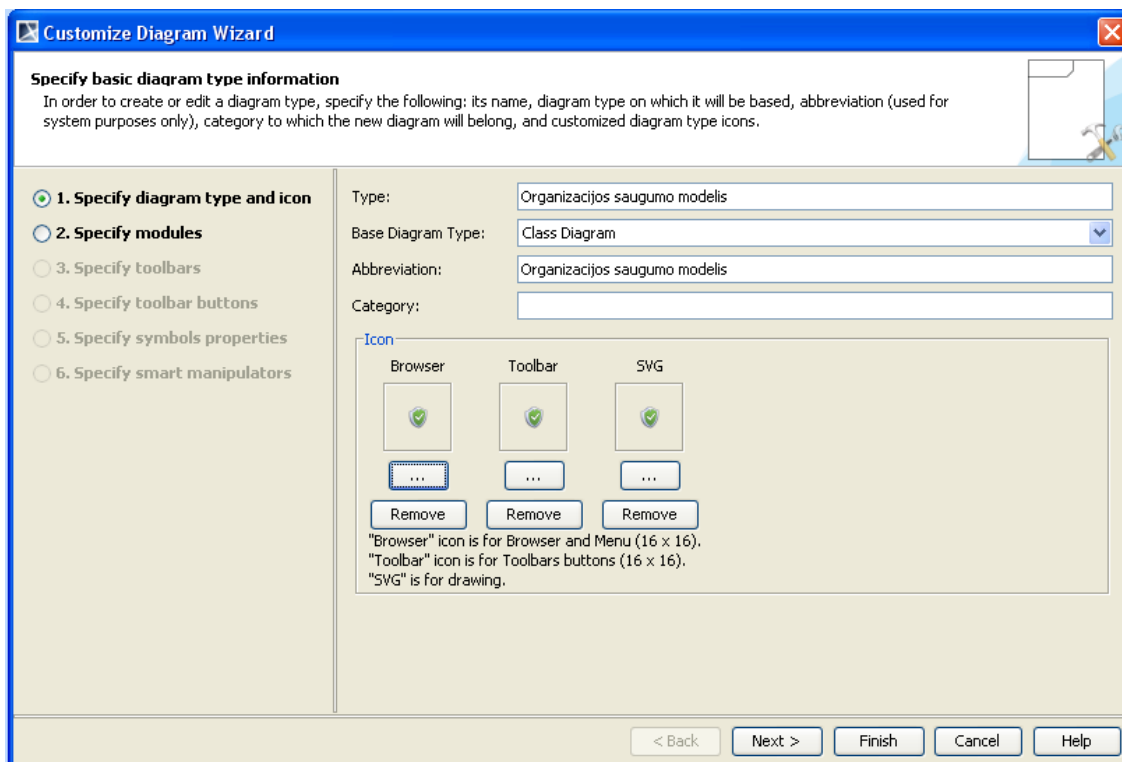 Customize Diagram Wizard
Specify basic diagram type information
In order to create or edit a diagram type, specify the following: its name, diagram type on which it will be based, abbreviation (used for
system purposes only), category to which the new diagram will belong, and customized diagram type icons.
1. Specify diagram type and icon
2. Specify modules
3. Specify toolbars
4. Specify toolbar buttons
5. Specify symbols properties
6. Specify smart manipulators
Type: Organizacijos saugumo modelis
Base Diagram Type: Class Diagram
Abbreviation: Organizacijos saugumo modelis
Category:
Icon
Browser Toolbar SVG
... ... ...
Remove Remove Remove
"Browser" icon is for Browser and Menu (16 x 16).
"Toolbar" icon is for Toolbars buttons (16 x 16).
"SVG" is for drawing.
< Back Next > Finish Cancel Help